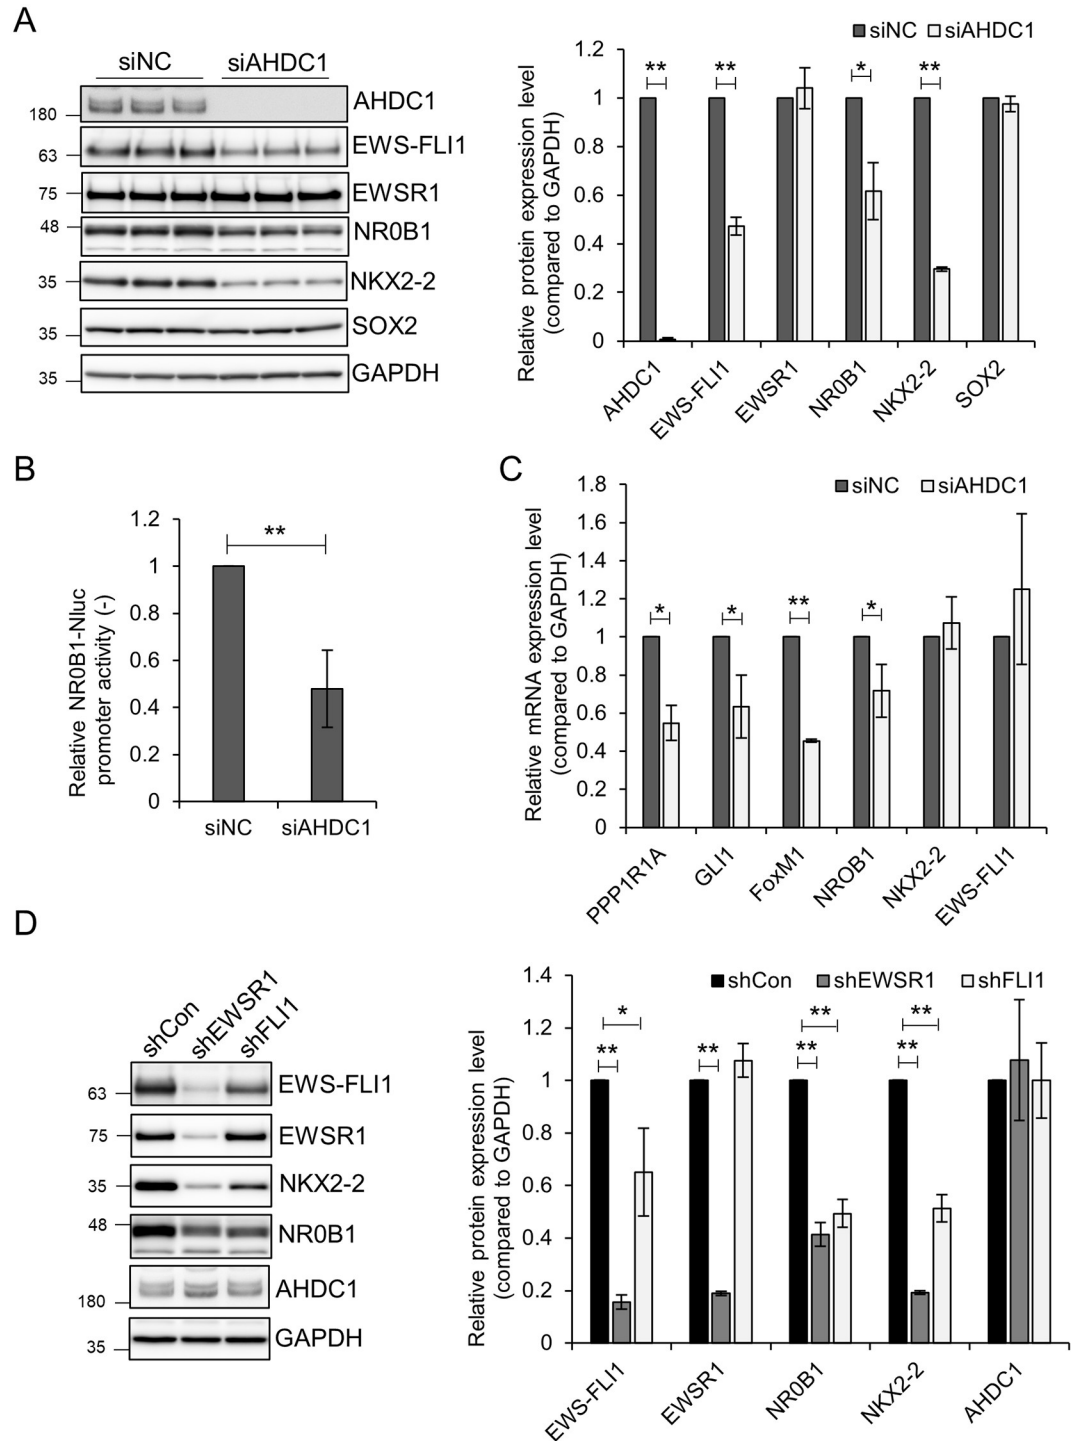 A
siNC siAHDC1
AHDC1
180
EWS-FLI1
63
EWSR1
75
NR0B1
48
NKX2-2
35
SOX2
35
GAPDH
35
siNC siAHDC1
Relative protein expression level
(compared to GAPDH)
1.2
1
0.8
0.6
0.4
0.2
0
** ** * **
AHDC1 EWS-FLI1 EWSR1 NR0B1 NKX2-2 SOX2
B
Relative NR0B1-Nluc
promoter activity (-)
1.2
1
0.8
0.6
0.4
0.2
0
**
siNC siAHDC1
C
siNC siAHDC1
Relative mRNA expression level
(compared to GAPDH)
1.8
1.6
1.4
1.2
1
0.8
0.6
0.4
0.2
0
* * ** *
PPP1R1A GLI1 FoxM1 NROB1 NKX2-2 EWS-FLI1
D
shCon shEWSR1 shFLI1
EWS-FLI1
63
EWSR1
75
NKX2-2
35
48
NR0B1
AHDC1
180
GAPDH
35
shCon shEWSR1 shFLI1
Relative protein expression level
(compared to GAPDH)
1.4
1.2
1
0.8
0.6
0.4
0.2
0
* ** **
** ** ** **
EWS-FLI1 EWSR1 NR0B1 NKX2-2 AHDC1